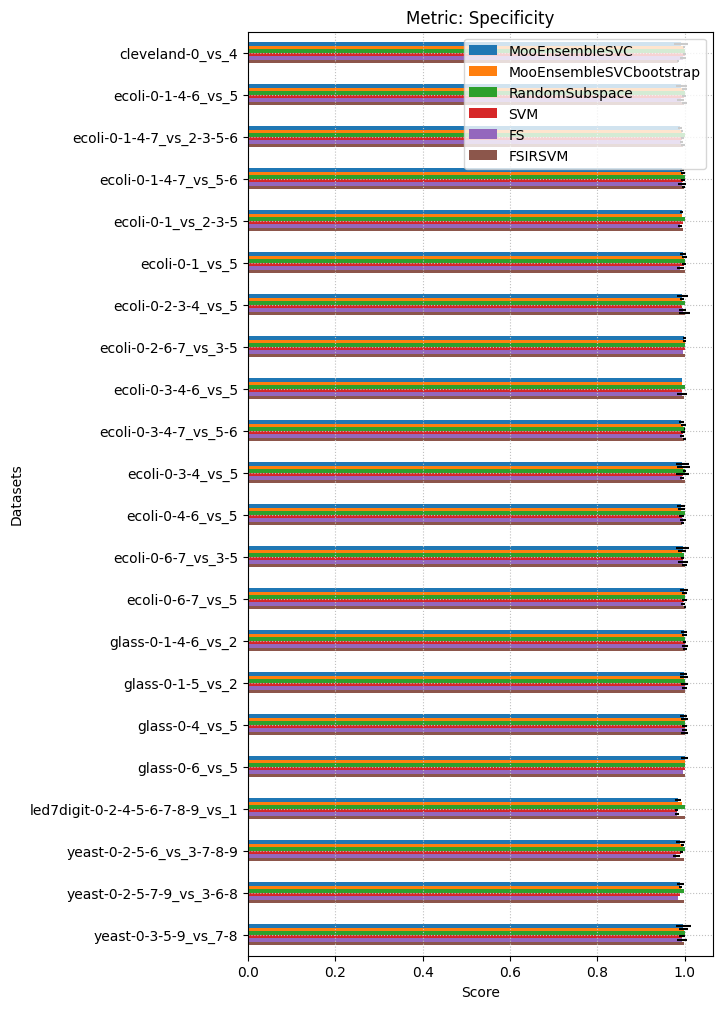 Metric: Specificity
MooEnsembleSVC
MooEnsembleSVCbootstrap
RandomSubspace
SVM
FS
FSIRSVM
Datasets
cleveland-0_vs_4
ecoli-0-1-4-6_vs_5
ecoli-0-1-4-7_vs_2-3-5-6
ecoli-0-1-4-7_vs_5-6
ecoli-0-1_vs_2-3-5
ecoli-0-1_vs_5
ecoli-0-2-3-4_vs_5
ecoli-0-2-6-7_vs_3-5
ecoli-0-3-4-6_vs_5
ecoli-0-3-4-7_vs_5-6
ecoli-0-3-4_vs_5
ecoli-0-4-6_vs_5
ecoli-0-6-7_vs_3-5
ecoli-0-6-7_vs_5
glass-0-1-4-6_vs_2
glass-0-1-5_vs_2
glass-0-4_vs_5
glass-0-6_vs_5
led7digit-0-2-4-5-6-7-8-9_vs_1
yeast-0-2-5-6_vs_3-7-8-9
yeast-0-2-5-7-9_vs_3-6-8
yeast-0-3-5-9_vs_7-8
0.0 0.2 0.4 0.6 0.8 1.0
Score